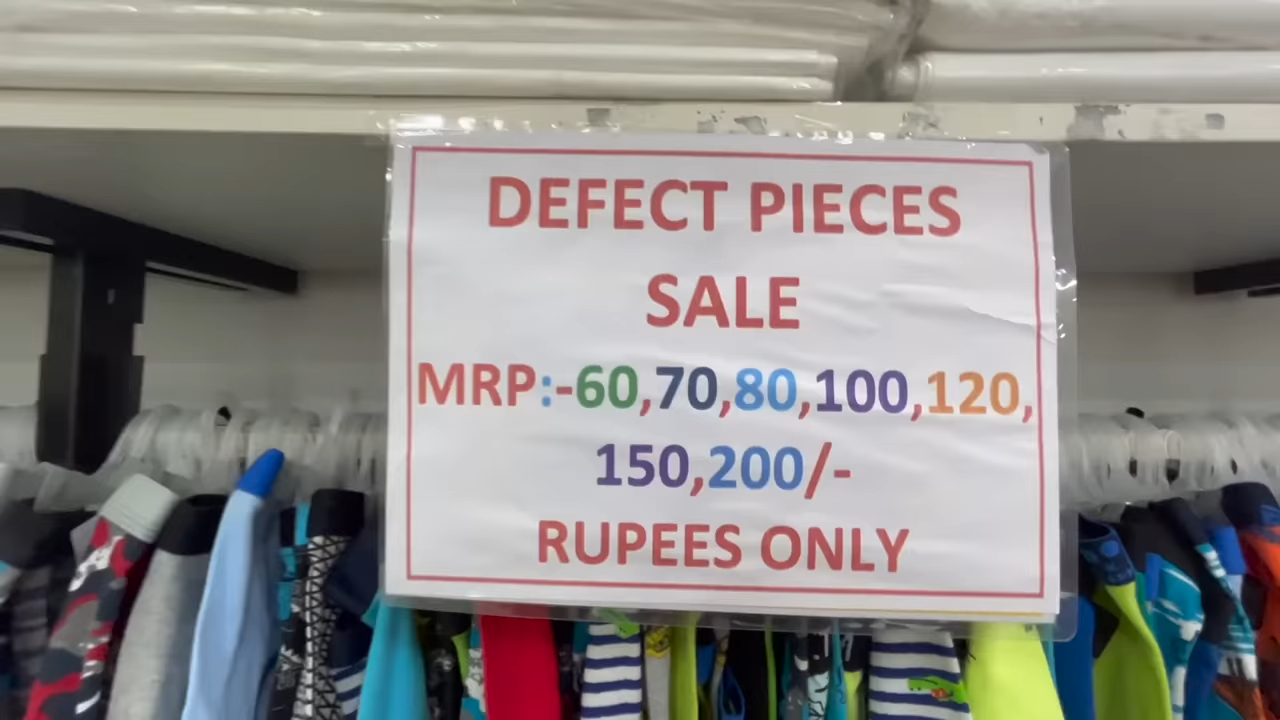 DEFECT PIECES
SALE
MRP:-60,70,80,100,120,
150,200/-
RUPEES ONLY